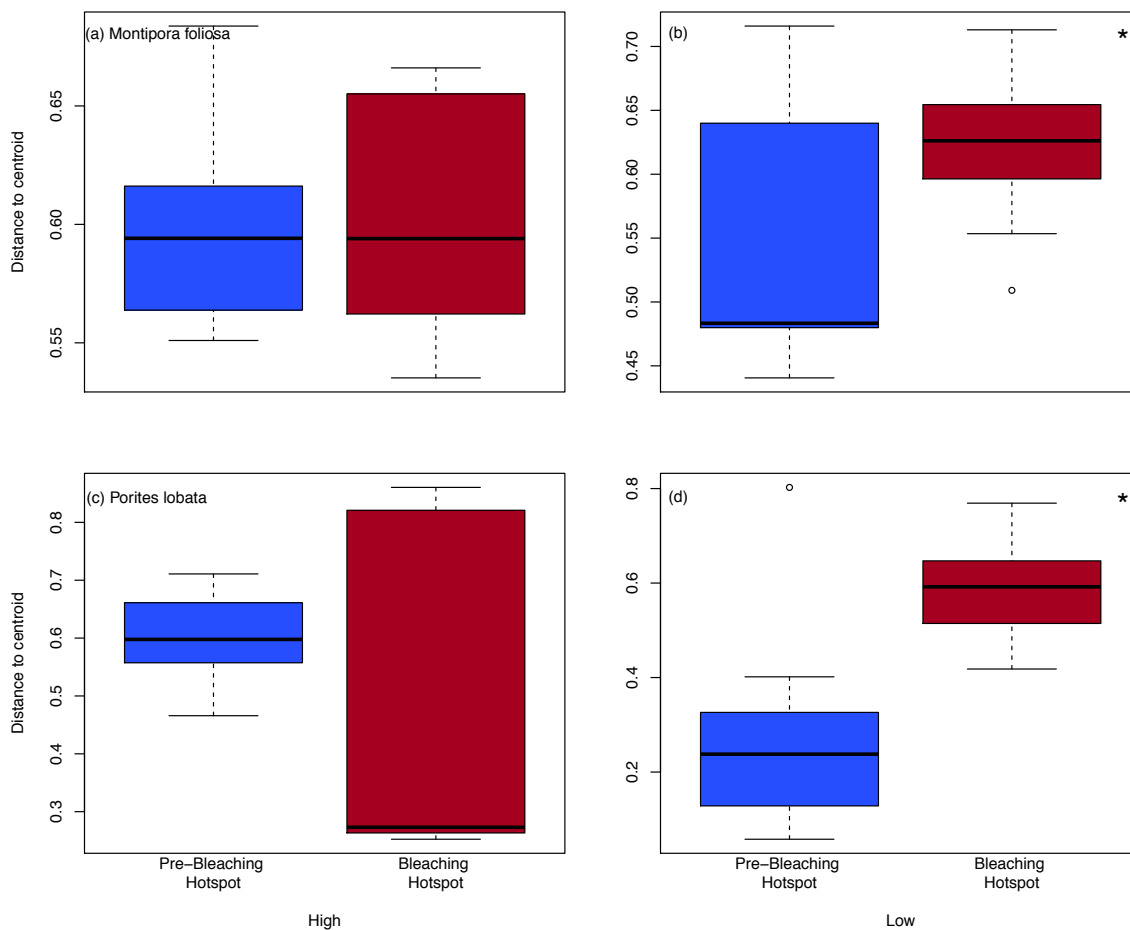 (a) Montipora foliosa
Distance to centroid
0.65
0.60
0.55
(b)
*
0.70
0.65
0.60
0.55
0.50
0.45
(c) Porites lobata
Distance to centroid
0.8
0.7
0.6
0.5
0.4
0.3
Pre−Bleaching
Hotspot
Bleaching
Hotspot
High
(d)
*
0.8
0.6
0.4
0.2
Pre−Bleaching
Hotspot
Bleaching
Hotspot
Low